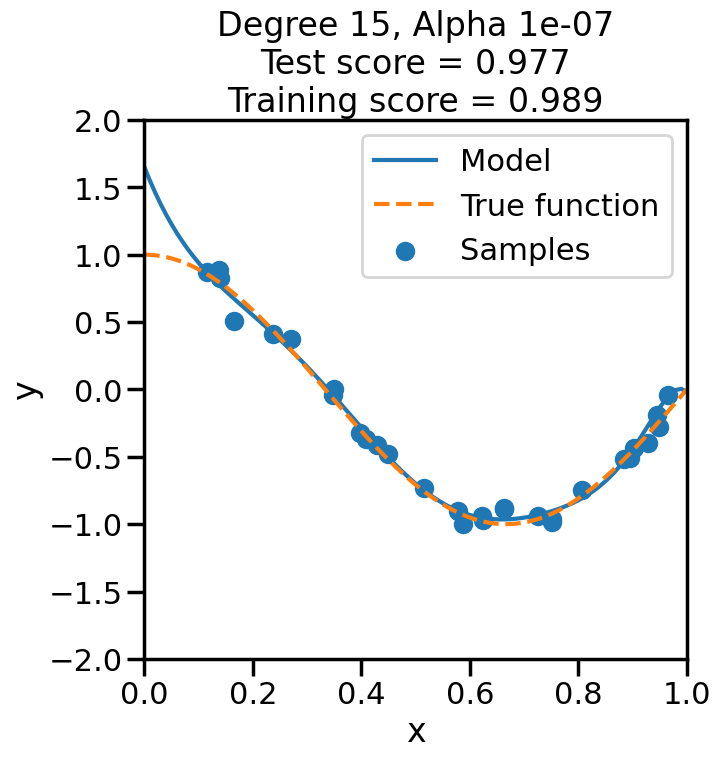 Degree 15, Alpha 1e-07
Test score = 0.977
Training score = 0.989
2.0
1.5
1.0
0.5
0.0
−0.5
−1.0
−1.5
−2.0
y
Model
True function
Samples
0.0 0.2 0.4 0.6 0.8 1.0
x